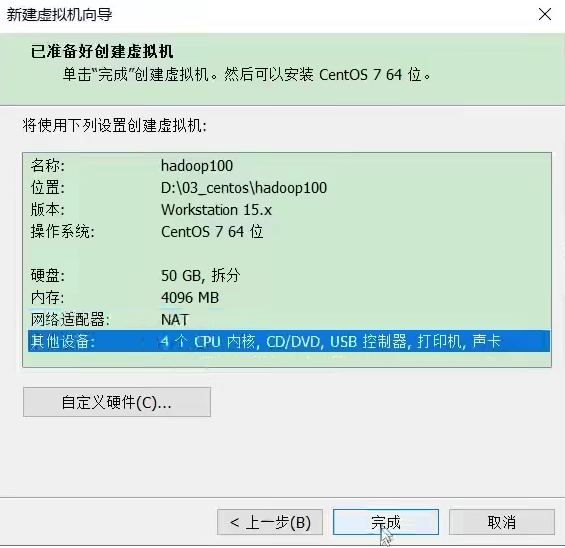 新建虚拟机向导
已准备好创建虚拟机
单击“完成”创建虚拟机。然后可以安装 CentOS 7 64 位。
将使用下列设置创建虚拟机:
名称: hadoop100
位置: D:\03_centos\hadoop100
版本: Workstation 15.x
操作系统: CentOS 7 64 位
硬盘: 50 GB, 拆分
内存: 4096 MB
网络适配器: NAT
其他设备: 4 个 CPU 内核, CD/DVD, USB 控制器, 打印机, 声卡
自定义硬件(C)...
< 上一步(B) 完成 取消